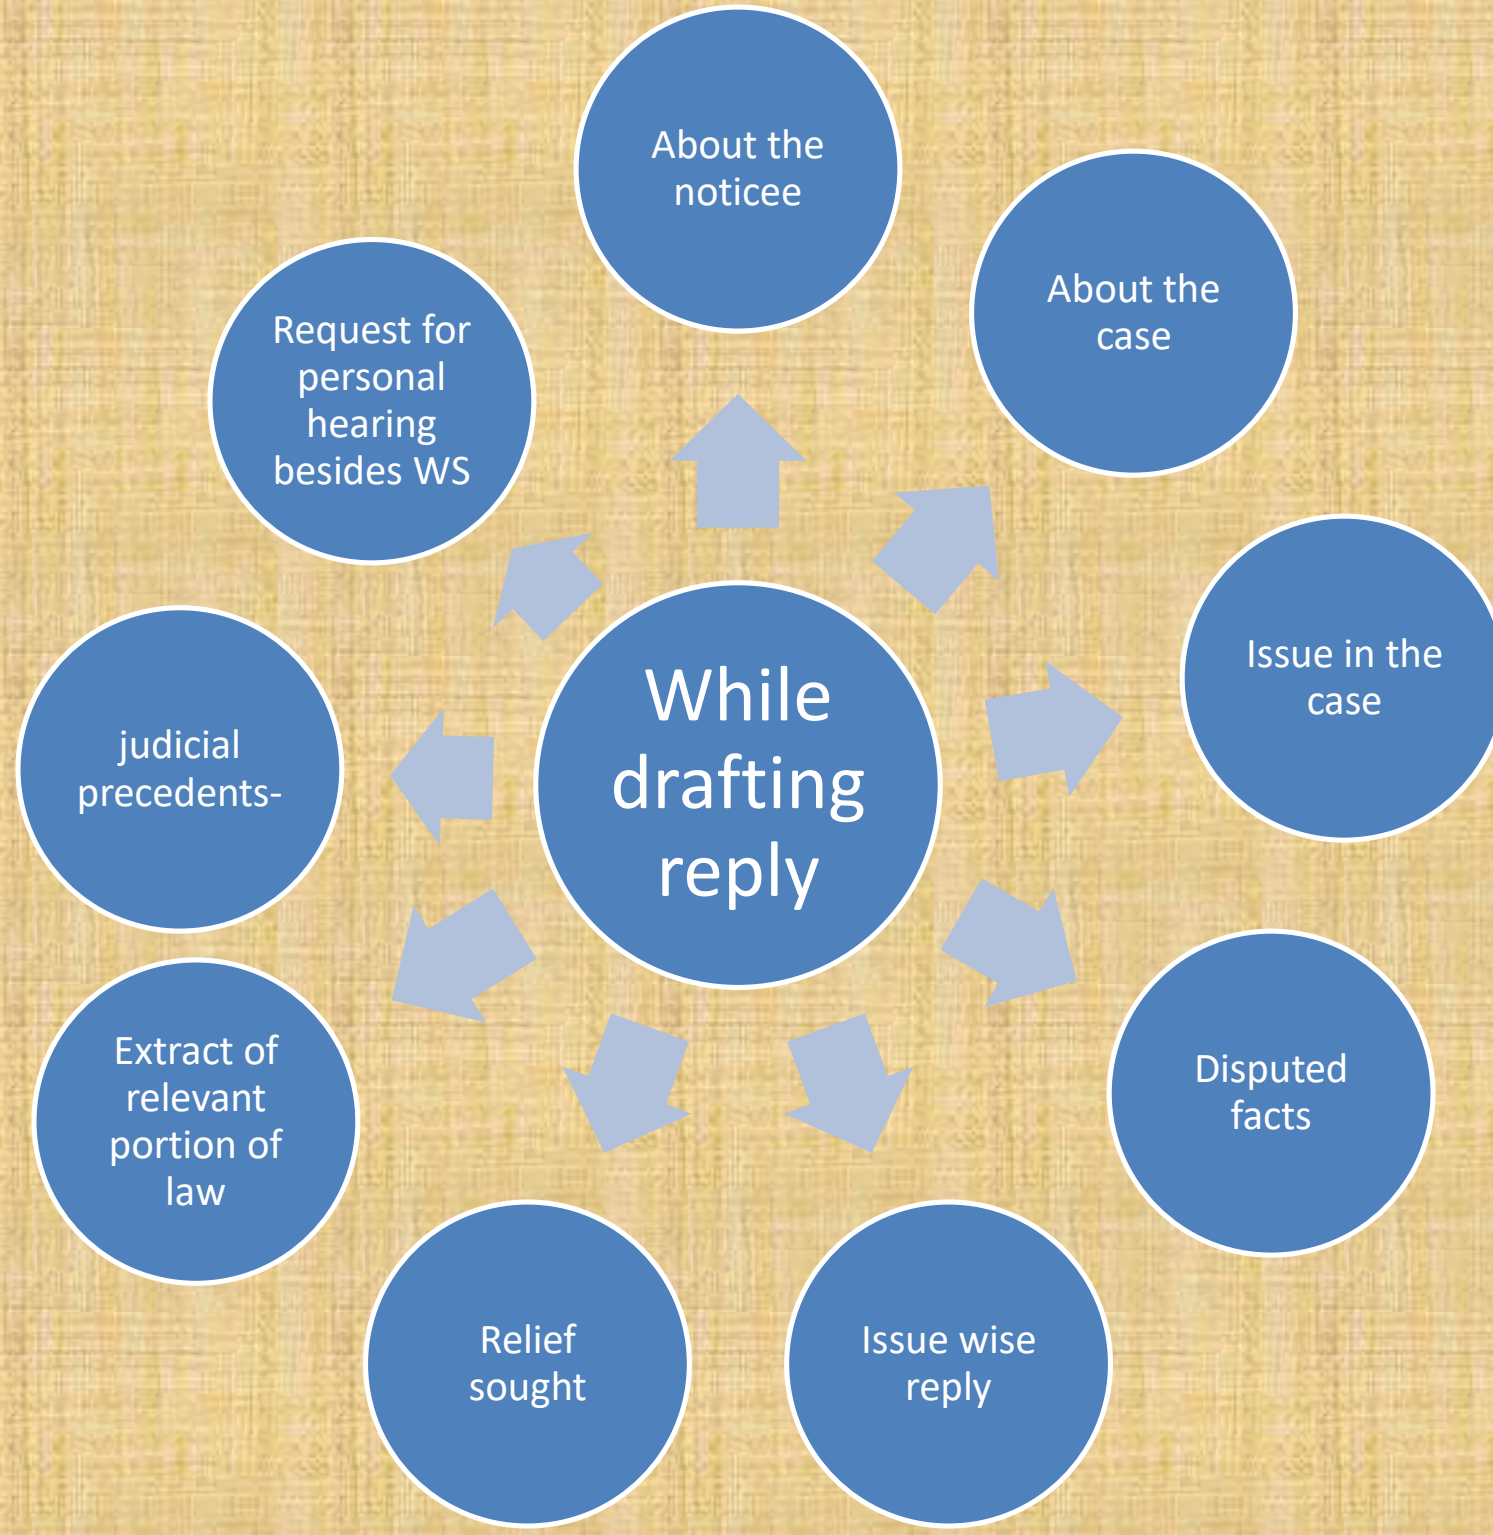 About the
noticee
About the
case
Issue in the
case
Disputed
facts
Issue wise
reply
Relief
sought
Extract of
relevant
portion of
law
judicial
precedents-
Request for
personal
hearing
besides WS
While
drafting
reply